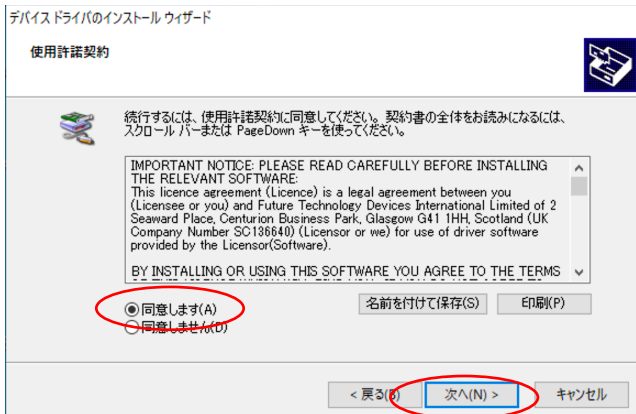 デバイス ドライバのインストール ウィザード
使用許諾契約
続行するには、使用許諾契約に同意してください。契約書の全体をお読みになるには、
スクロール バーまたは PageDown キーを使ってください。
IMPORTANT NOTICE: PLEASE READ CAREFULLY BEFORE INSTALLING
THE RELEVANT SOFTWARE:
This licence agreement (Licence) is a legal agreement between you
(Licensee or you) and Future Technology Devices International Limited of 2
Seaward Place, Centurion Business Park, Glasgow G41 1HH, Scotland (UK
Company Number SC136640) (Licensor or we) for use of driver software
provided by the Licensor(Software).
BY INSTALLING OR USING THIS SOFTWARE YOU AGREE TO THE TERMS
同意します(A)
名前を付けて保存(S) 印刷(P)
同意しません(D)
< 戻る(B) 次へ(N) > キャンセル